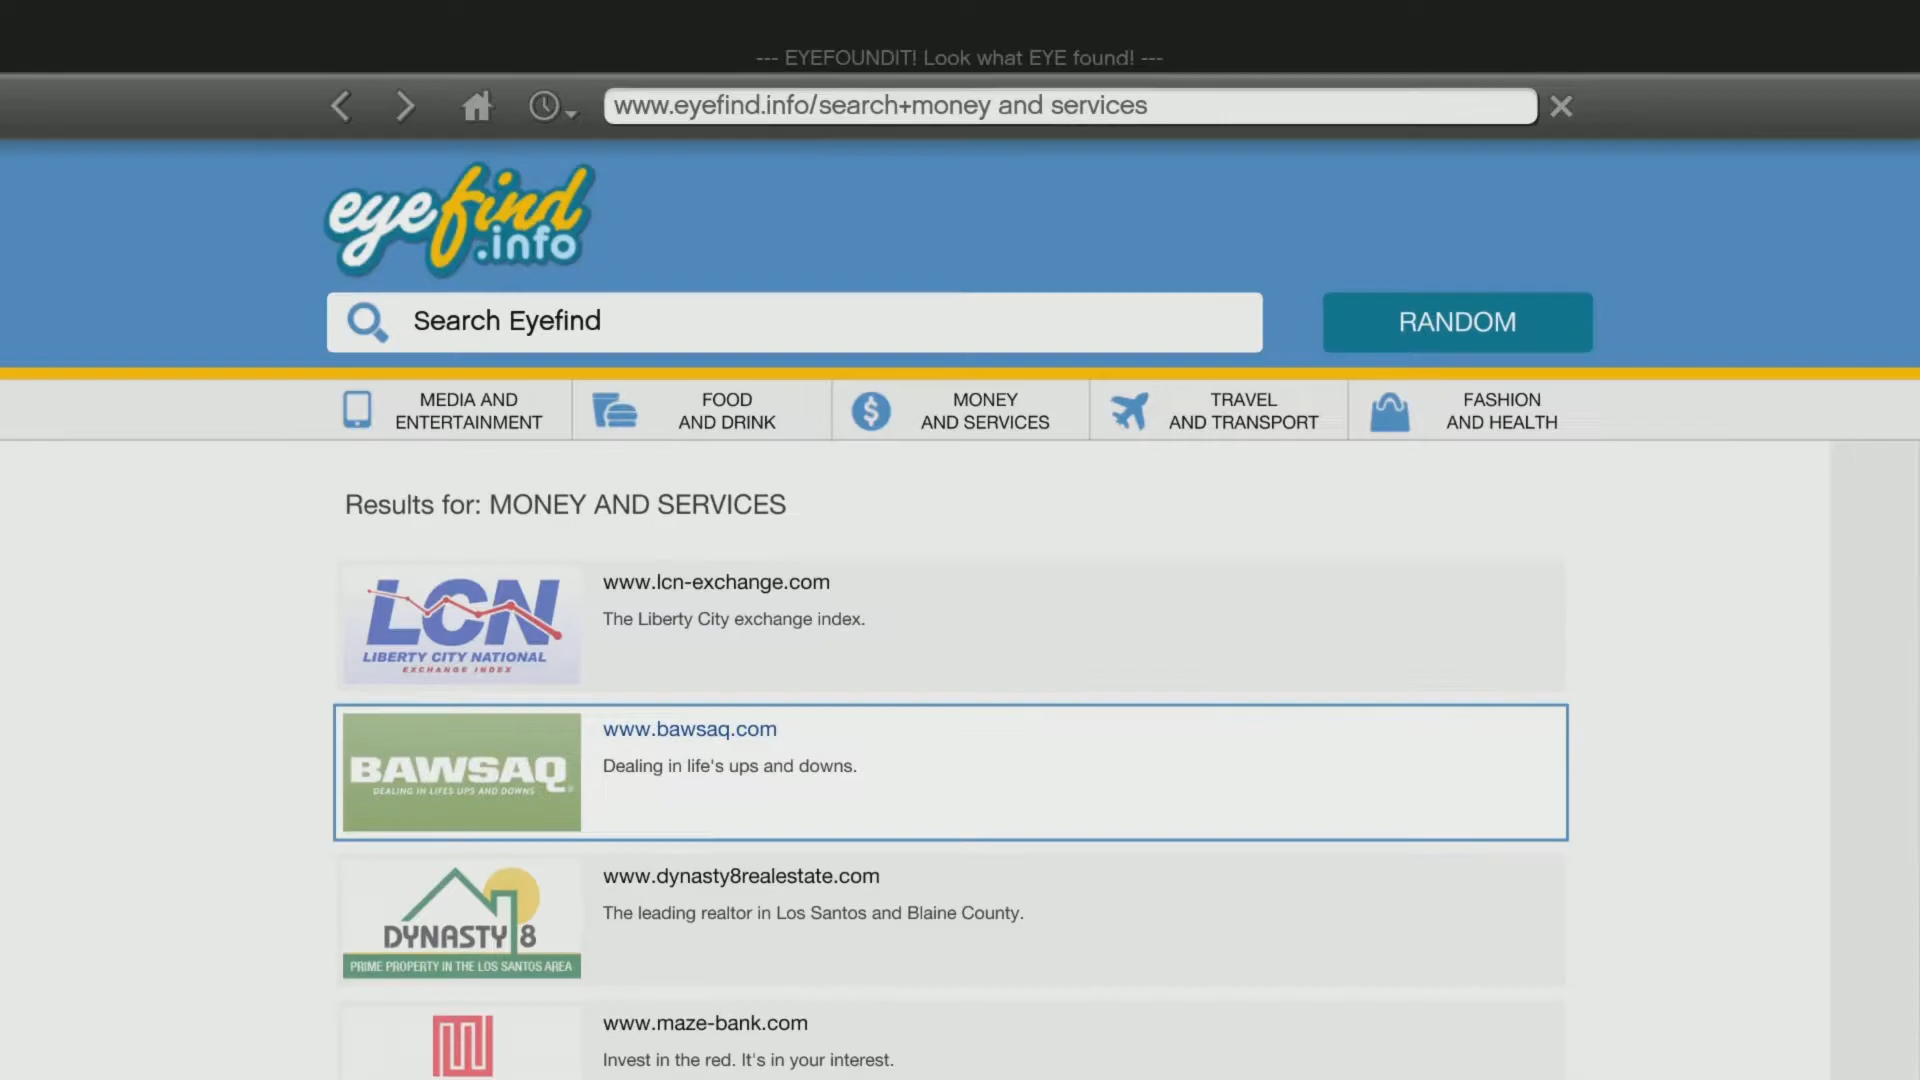 --- EYEFOUNDIT! Look what EYE found! ---
www.eyefind.info/search+money and services
eyefind
.info
Search Eyefind
RANDOM
MEDIA AND
ENTERTAINMENT
FOOD
AND DRINK
MONEY
AND SERVICES
TRAVEL
AND TRANSPORT
FASHION
AND HEALTH
Results for: MONEY AND SERVICES
LCN
LIBERTY CITY NATIONAL
EXCHANGE INDEX
www.lcn-exchange.com
The Liberty City exchange index.
BAWSAQ®
DEALING IN LIFES UPS AND DOWNS
www.bawsaq.com
Dealing in life's ups and downs.
DYNASTY 8
PRIME PROPERTY IN THE LOS SANTOS AREA
www.dynasty8realestate.com
The leading realtor in Los Santos and Blaine County.
www.maze-bank.com
Invest in the red. It's in your interest.